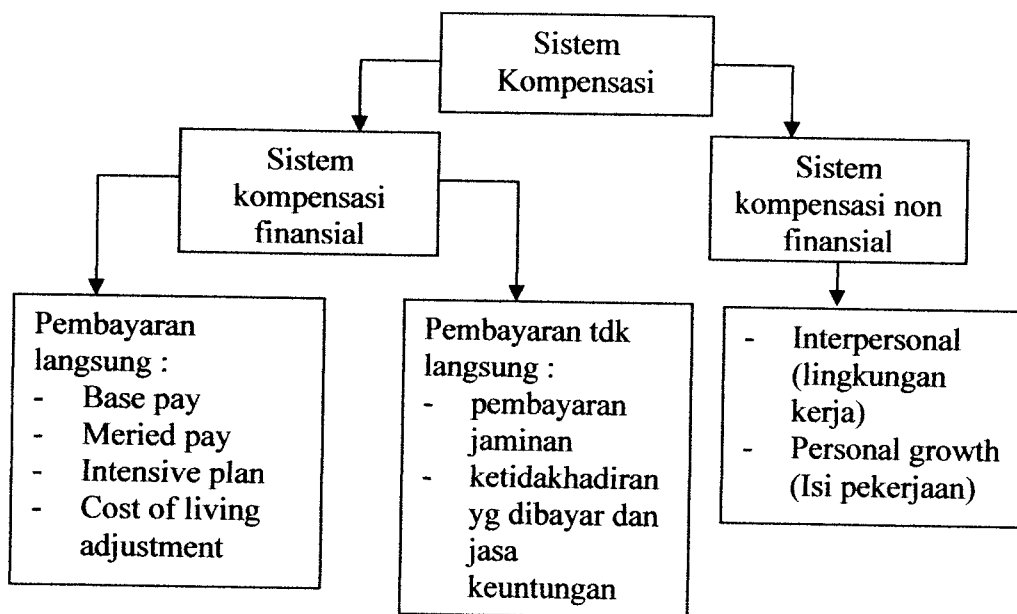 Sistem
Kompensasi
Sistem
kompensasi
finansial
Sistem
kompensasi non
finansial
Pembayaran
langsung :
- Base pay
- Meried pay
- Intensive plan
- Cost of living
adjustment
Pembayaran tdk
langsung :
- pembayaran
jaminan
- ketidakhadiran
yg dibayar dan
jasa
keuntungan
- Interpersonal
(lingkungan
kerja)
- Personal growth
(Isi pekerjaan)